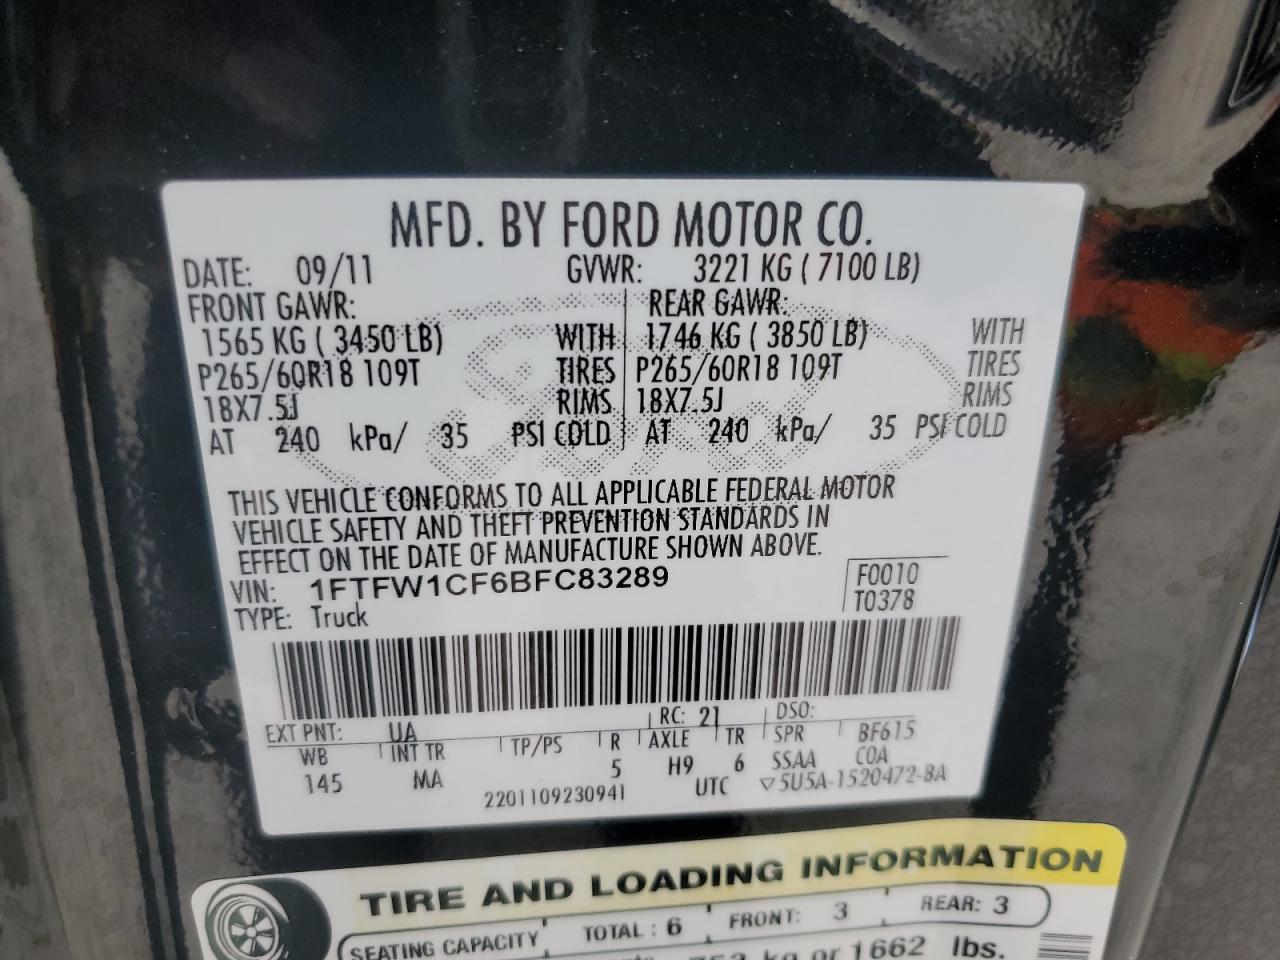 MFD. BY FORD MOTOR CO.
DATE: 09/11 GVWR: 3221 KG ( 7100 LB)
FRONT GAWR: REAR GAWR:
1565 KG ( 3450 LB) WITH 1746 KG ( 3850 LB) WITH
P265/60R18 109T TIRES P265/60R18 109T TIRES
18X7.5J RIMS 18X7.5J RIMS
AT 240 kPa/ 35 PSI COLD AT 240 kPa/ 35 PSI COLD
THIS VEHICLE CONFORMS TO ALL APPLICABLE FEDERAL MOTOR
VEHICLE SAFETY AND THEFT PREVENTION STANDARDS IN
EFFECT ON THE DATE OF MANUFACTURE SHOWN ABOVE.
VIN: 1FTFW1CF6BFC83289 F0010
TYPE: Truck T0378
EXT PNT: UA RC: 21 DSO:
WB INT TR TP/PS R AXLE TR SPR BF615
145 MA 5 H9 6 SSAA COA
2201109230941 UTC ▽5U5A-1520472-BA
TIRE AND LOADING INFORMATION
SEATING CAPACITY TOTAL : 6 FRONT: 3 REAR: 3
kg or 1662 lbs.